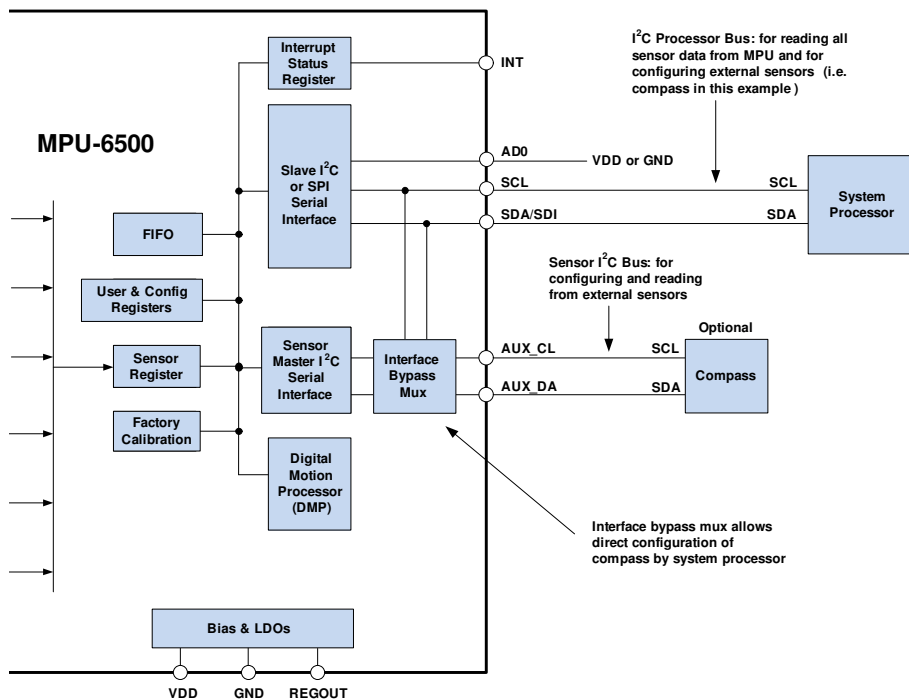 MPU-6500
Interrupt
Status
Register
INT
Slave I²C
or SPI
Serial
Interface
AD0
VDD or GND
SCL
SDA/SDI
I²C Processor Bus: for reading all
sensor data from MPU and for
configuring external sensors (i.e.
compass in this example)
SCL
SDA
System
Processor
FIFO
User & Config
Registers
Sensor
Register
Factory
Calibration
Sensor
Master I²C
Serial
Interface
Interface
Bypass
Mux
Digital
Motion
Processor
(DMP)
Sensor I²C Bus: for
configuring and reading
from external sensors
AUX_CL
AUX_DA
SCL
SDA
Optional
Compass
Interface bypass mux allows
direct configuration of
compass by system processor
Bias & LDOs
VDD
GND
REGOUT